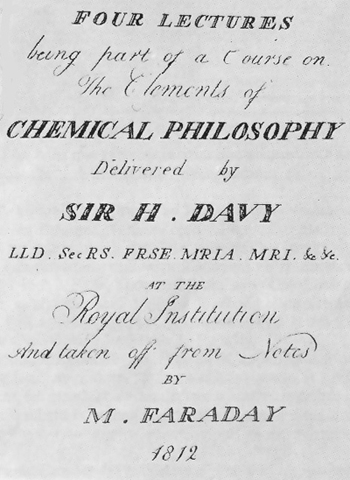 FOUR LECTURES
being part of a Course on
The Elements of
CHEMICAL PHILOSOPHY
Delivered by
SIR H. DAVY
LLD. SecRS. FRSE. MRIA. MRI. &c &c.
AT THE
Royal Institution
And taken off from Notes
BY
M. FARADAY
1812